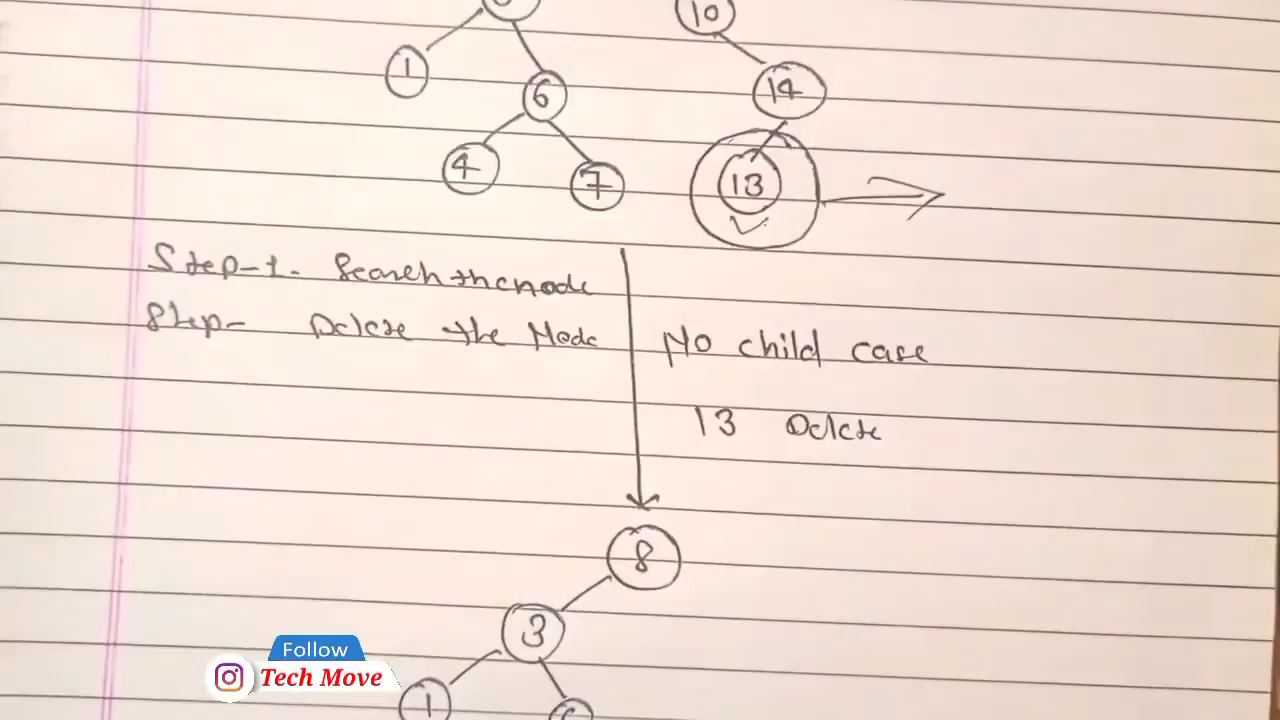 10
1
6
14
4
7
13
Step-1. Search the node
Step- Delete the Node
No child case
13 Delete
8
3
1
Follow
Tech Move